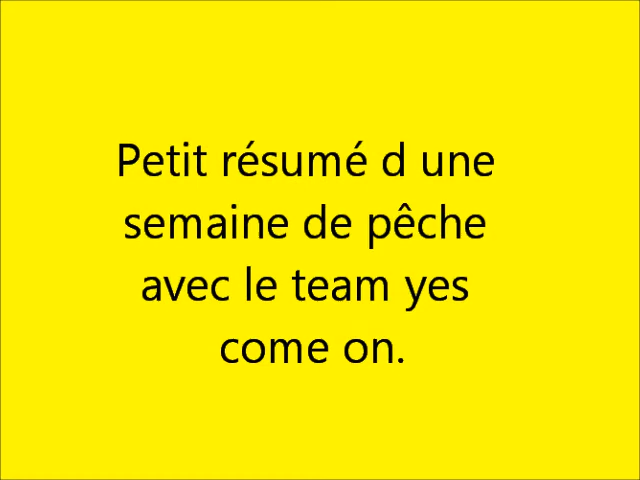 Petit résumé d une
semaine de pêche
avec le team yes
come on.